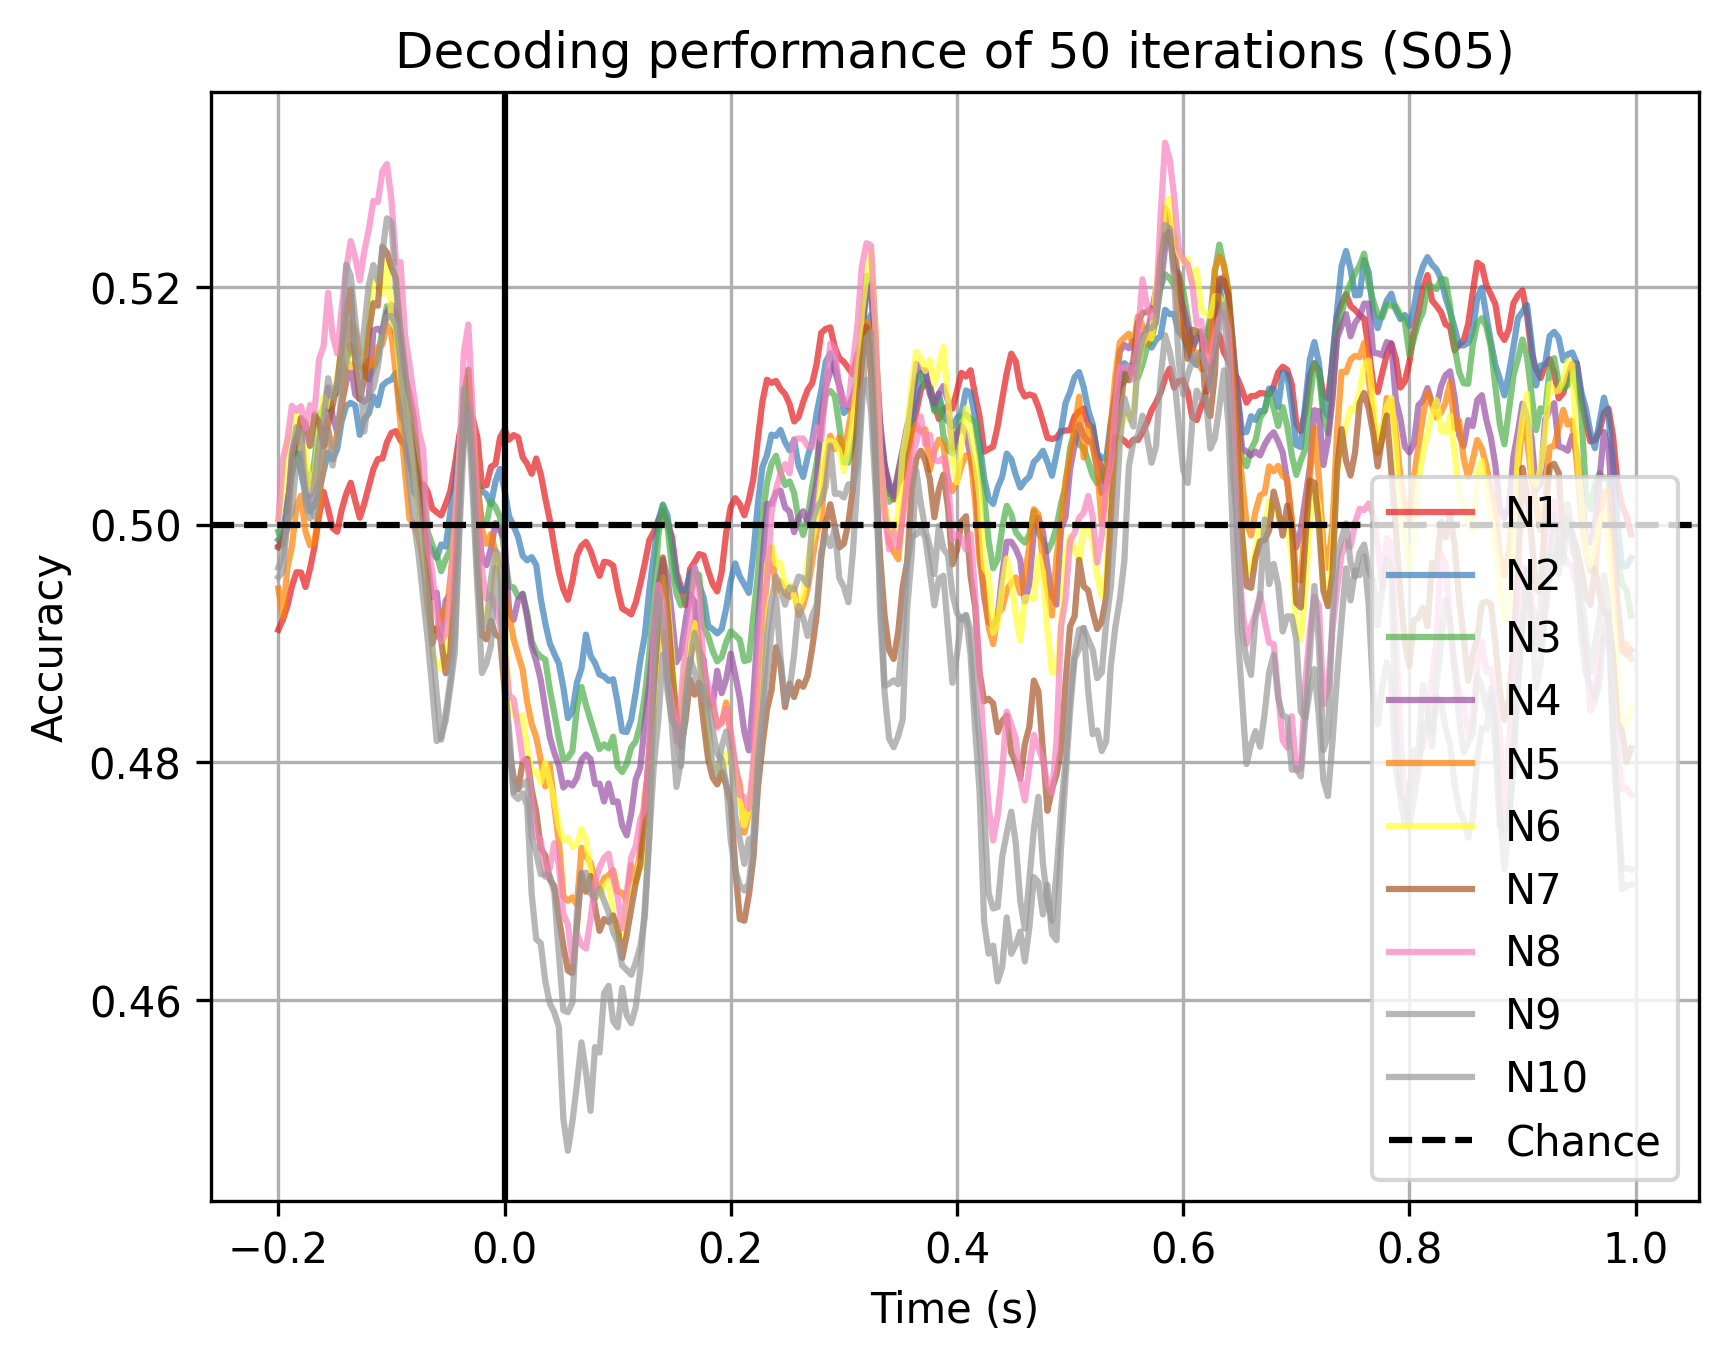 Decoding performance of 50 iterations (S05)
Accuracy
0.52
0.50
0.48
0.46
N1
N2
N3
N4
N5
N6
N7
N8
N9
N10
Chance
−0.2
0.0
0.2
0.4
0.6
0.8
1.0
Time (s)